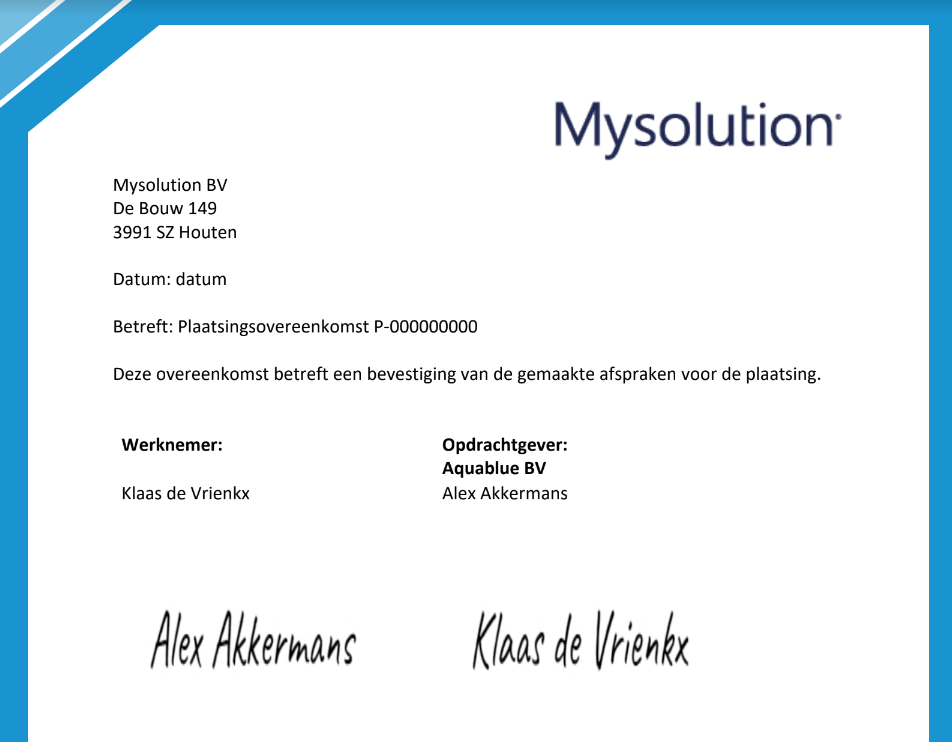 Mysolution
Mysolution BV
De Bouw 149
3991 SZ Houten
Datum: datum
Betreft: Plaatsingsovereenkomst P-000000000
Deze overeenkomst betreft een bevestiging van de gemaakte afspraken voor de plaatsing.
Werknemer: Opdrachtgever:
Aquablue BV
Klaas de Vrienkx Alex Akkermans
Alex Akkermans Klaas de Vrienkx